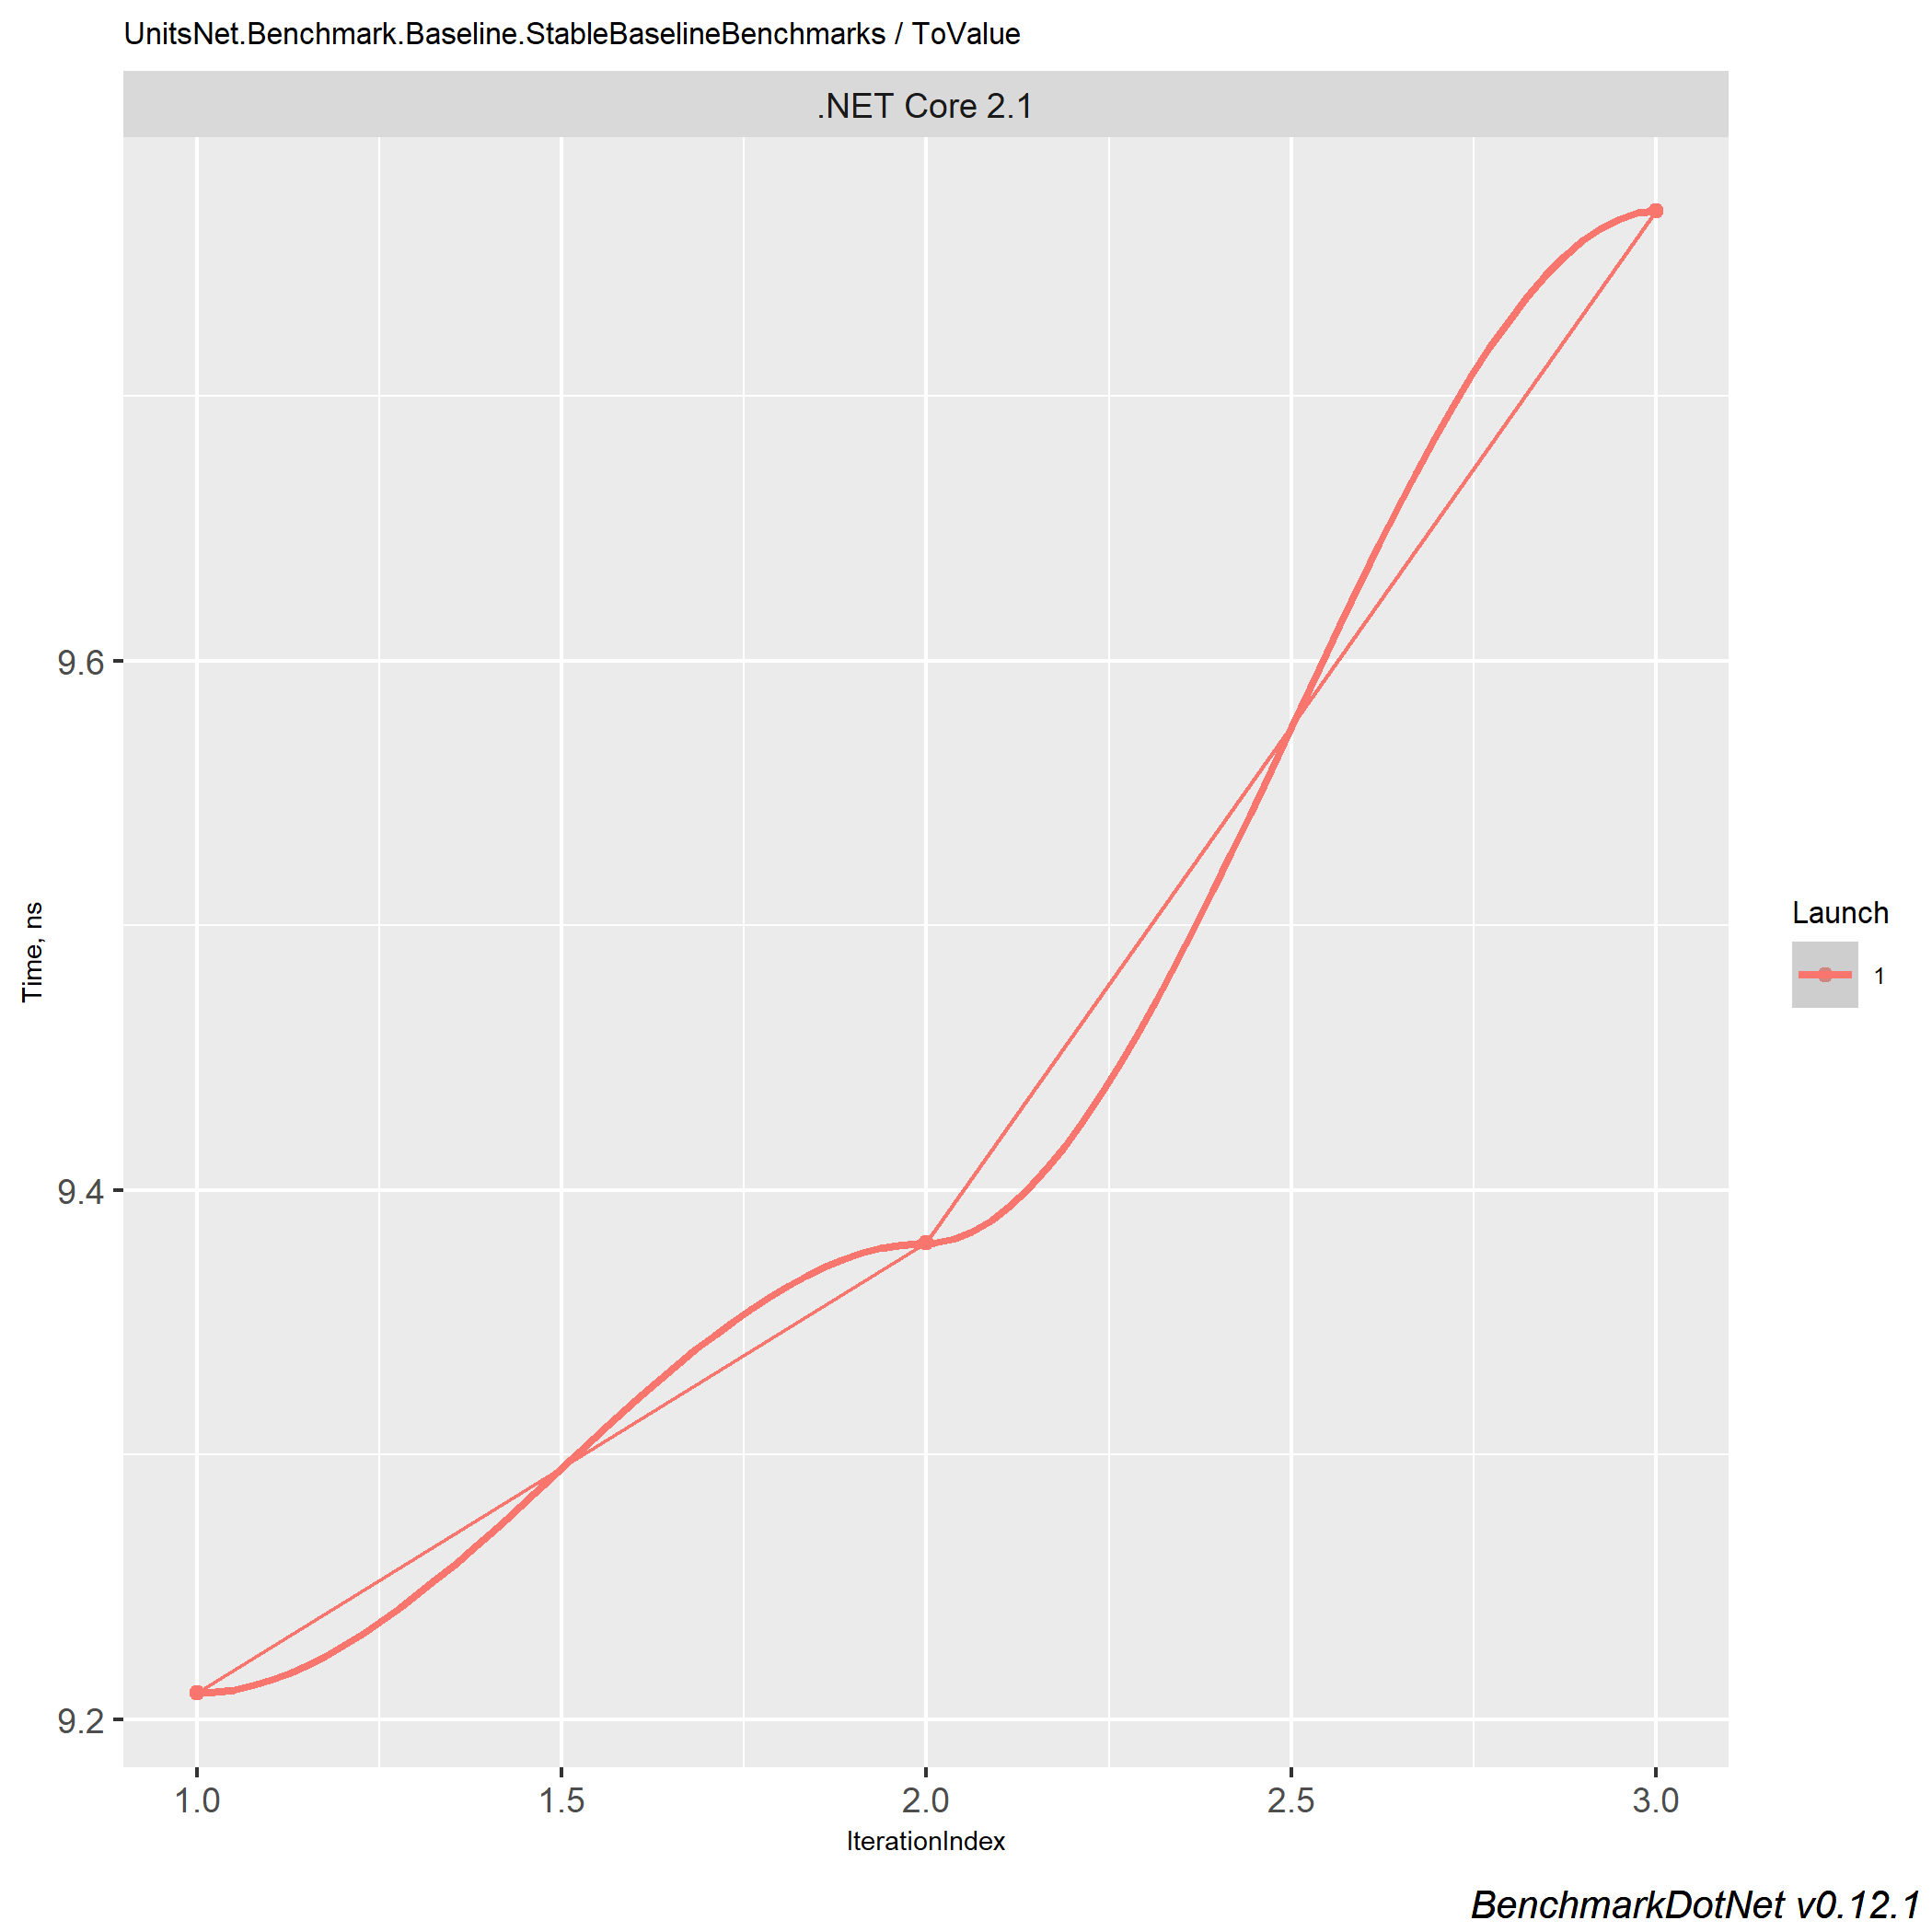 UnitsNet.Benchmark.Baseline.StableBaselineBenchmarks / ToValue
.NET Core 2.1
Time, ns
9.6
9.4
9.2
1.0 1.5 2.0 2.5 3.0
IterationIndex
Launch
1
BenchmarkDotNet v0.12.1